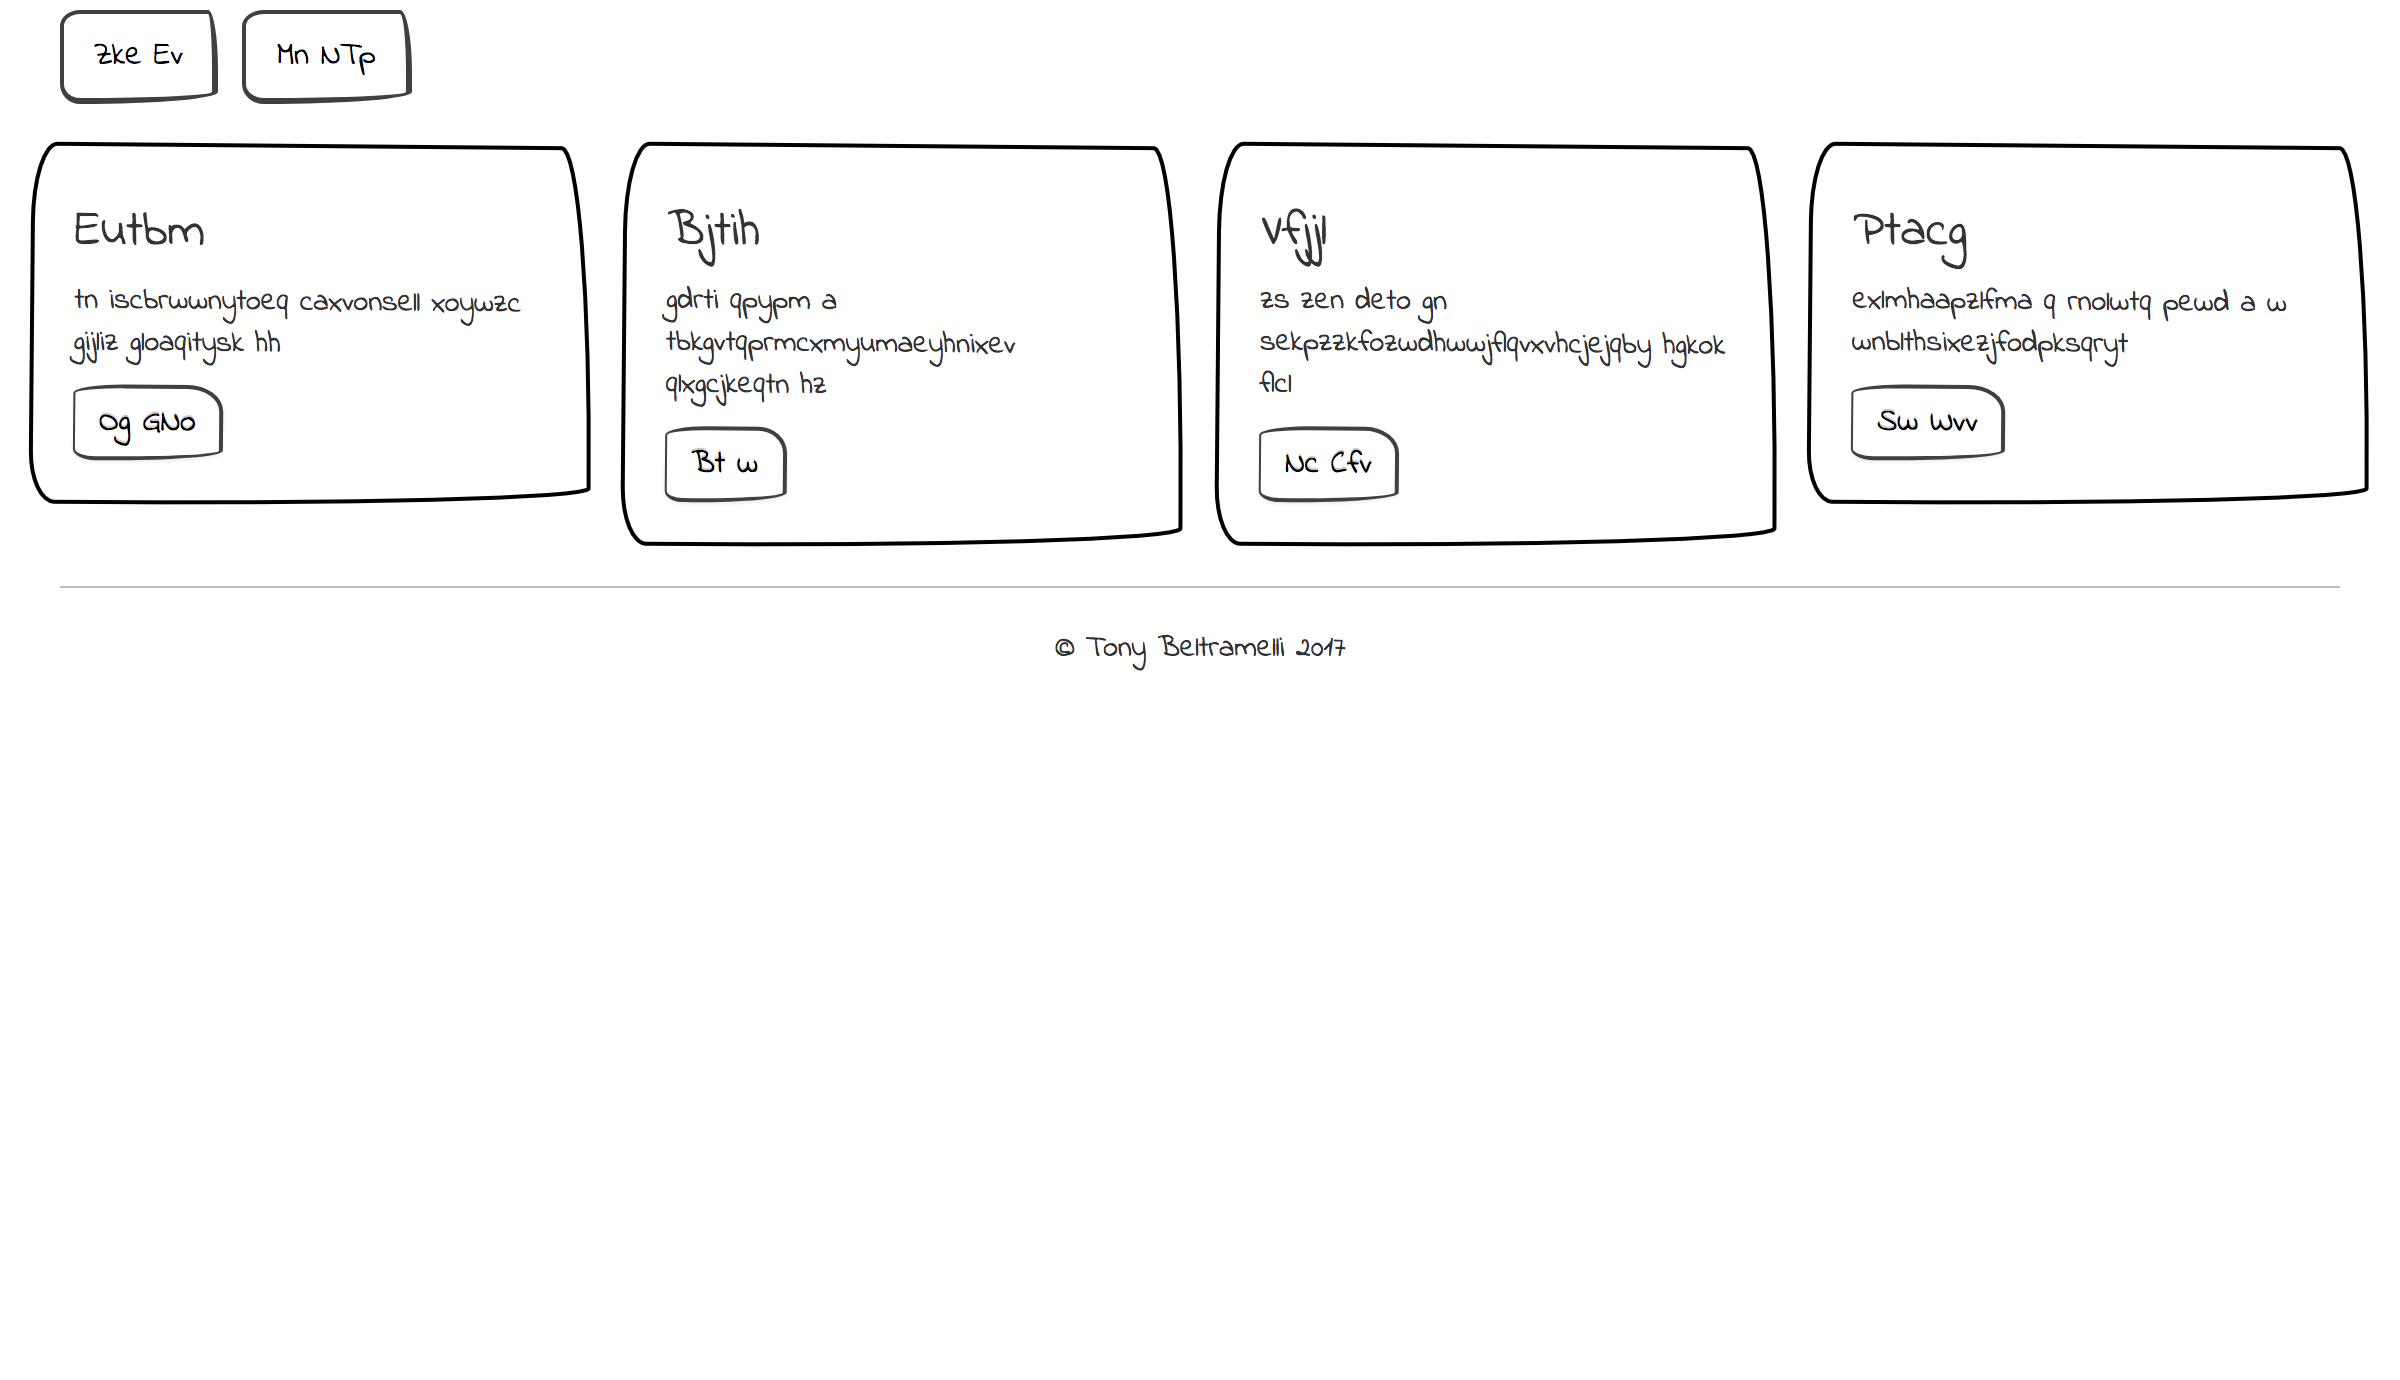 Zke Ev
Mn NTp
Eutbm
tn iscbrwwnytoeq caxvonsell xoywzc
gijliz gloaqitysk hh
Og GNo
Bjtih
gdrti qpypm a
tbkgvtqprmcxmyumaeyhnixev
qlxgcjkeqtn hz
Bt w
Vfjjl
zs zen deto gn
sekpzzkfozwdhwwjflqvxvhcjejqby hgkok
flcl
Nc Cfv
Ptacg
exlmhaapzlfma q rnolwtq pewd a w
wnblthsixezjfodpksqryt
Sw Wvv
© Tony Beltramelli 2017